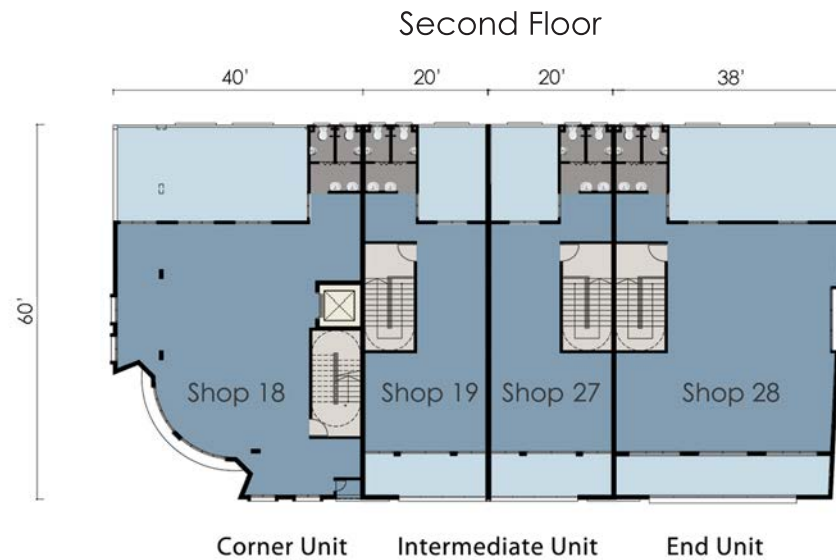 Second Floor
40' 20' 20' 38'
60'
Shop 18 Shop 19 Shop 27 Shop 28
Corner Unit Intermediate Unit End Unit